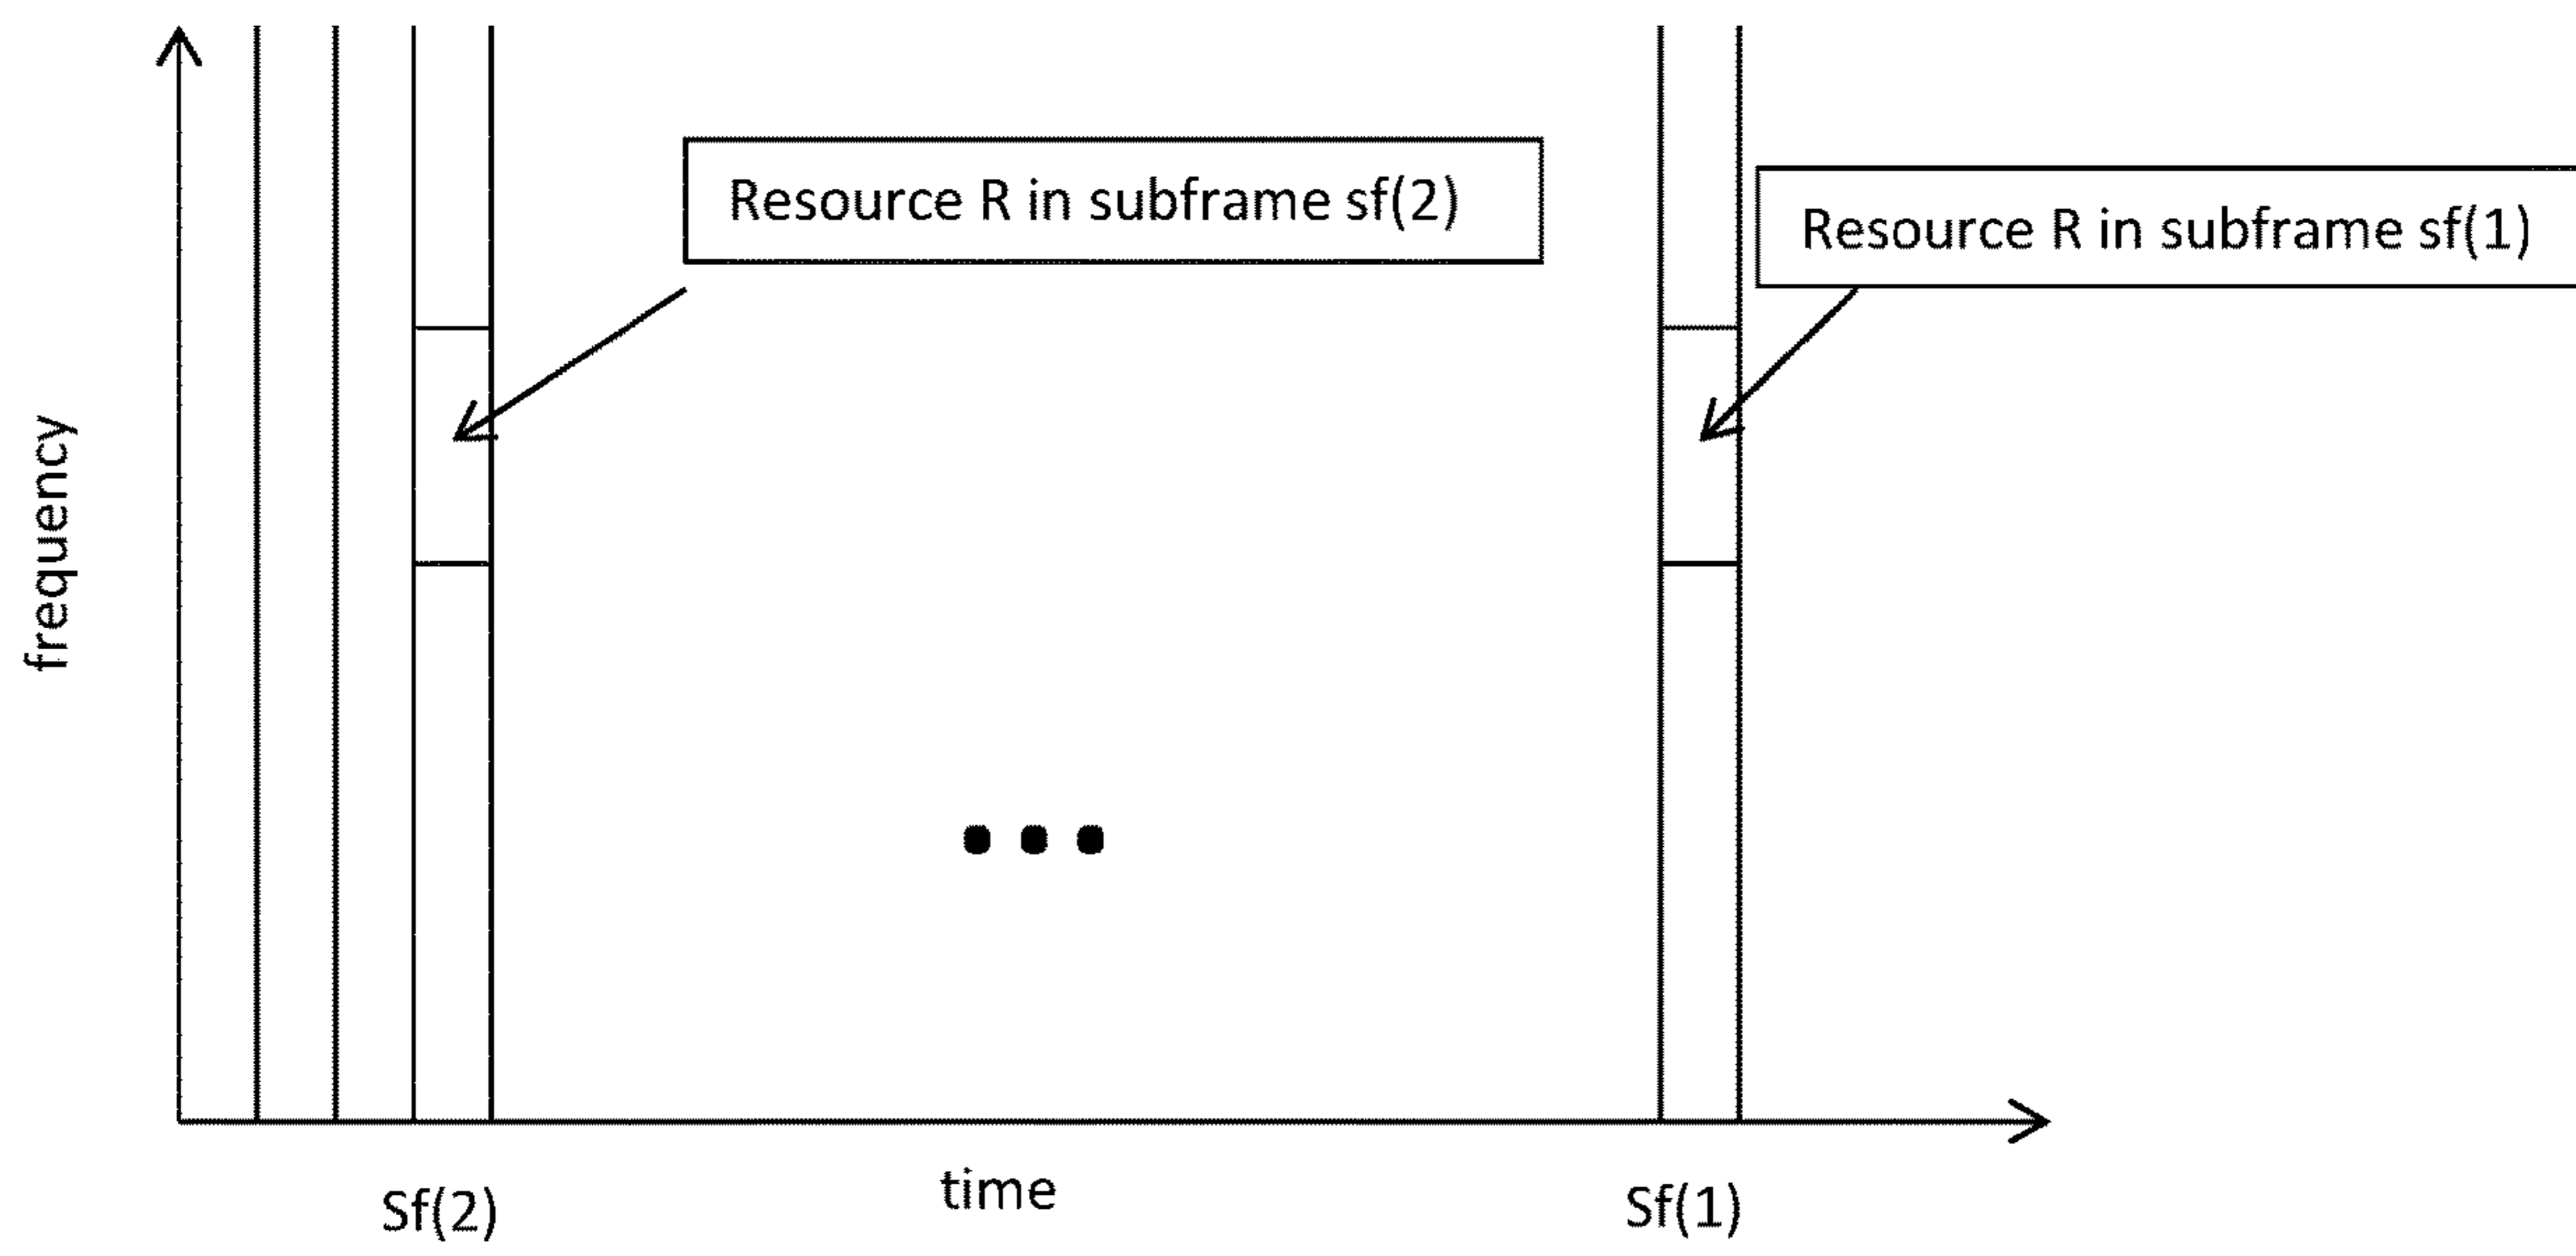 Resource R in subframe sf(2)
Resource R in subframe sf(1)
frequency
time
Sf(2)
Sf(1)